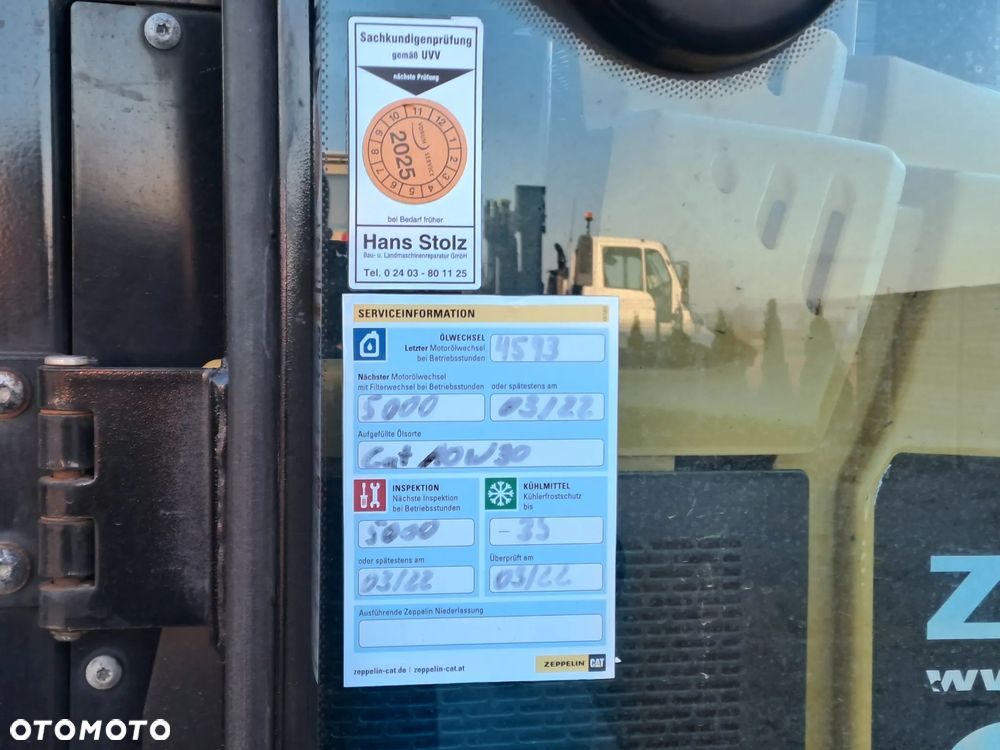 Sachkundigenprüfung
gemäß UVV
nächste Prüfung
10 11 12
9 1
8 2
7 3
6 5 4
VOBUM SERVICE
2025
bei Bedarf früher
Hans Stolz
Bau- u. Landmaschinenreparatur GmbH
Tel. 0 24 03 - 80 11 25
SERVICEINFORMATION
ÖLWECHSEL
Letzter Motorölwechsel
bei Betriebsstunden
4593
Nächster Motorölwechsel
mit Filterwechsel bei Betriebsstunden oder spätestens am
5000 03/22
Aufgefüllte Ölsorte
Cat 10W30
INSPEKTION
Nächste Inspektion
bei Betriebsstunden
5000
oder spätestens am
03/22
KÜHLMITTEL
Kühlerfrostschutz
bis
- 35
Überprüft am
03/22
Ausführende Zeppelin Niederlassung
zeppelin-cat.de | zeppelin-cat.at
ZEPPELIN CAT
Z
www
OTOMOTO